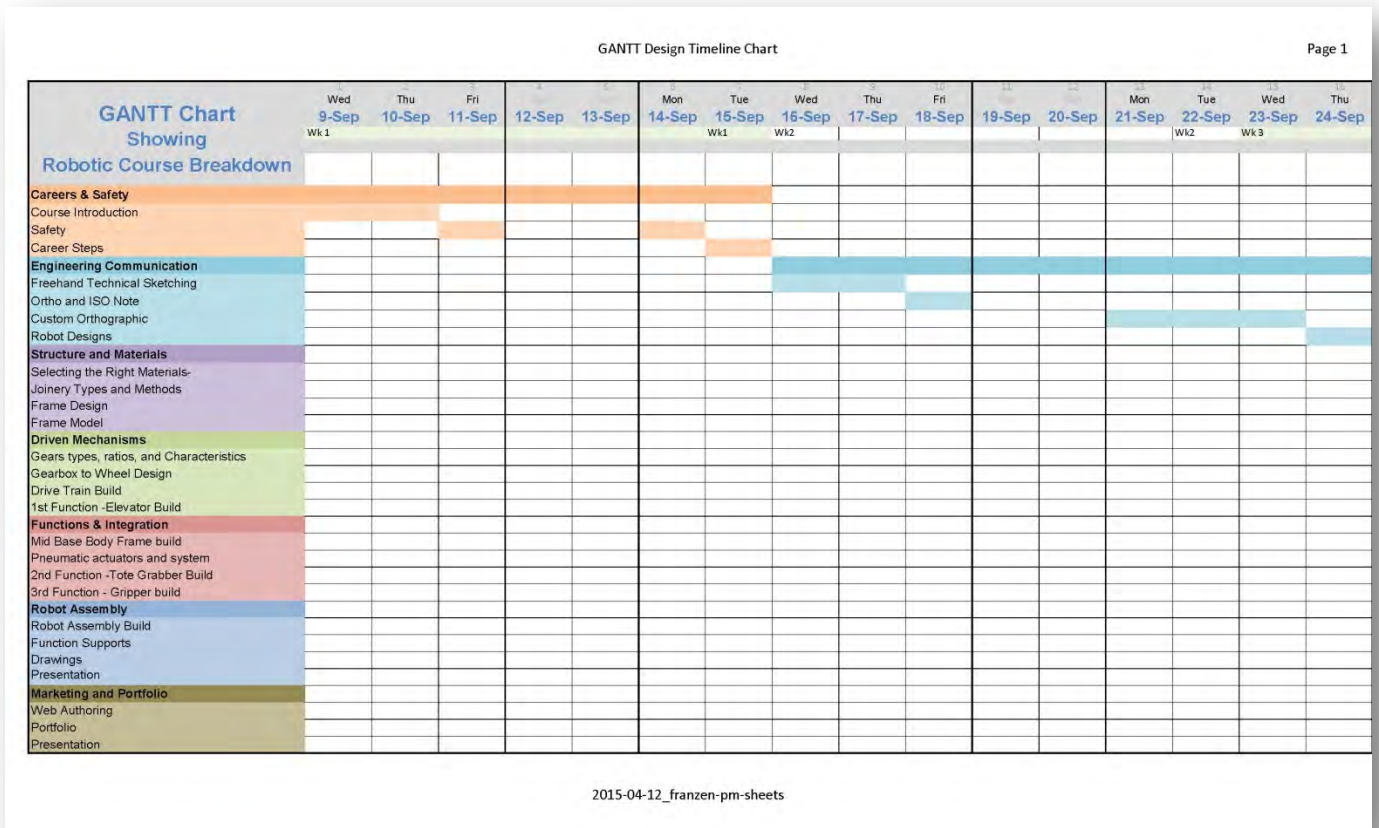 GANTT Design Timeline Chart Page 1
GANTT Chart
Showing
Robotic Course Breakdown
Wed Thu Fri Mon Tue Wed Thu Fri Mon Tue Wed Thu
9-Sep 10-Sep 11-Sep 12-Sep 13-Sep 14-Sep 15-Sep 16-Sep 17-Sep 18-Sep 19-Sep 20-Sep 21-Sep 22-Sep 23-Sep 24-Sep
Wk 1 Wk1 Wk2 Wk2 Wk 3
Careers & Safety
Course Introduction
Safety
Career Steps
Engineering Communication
Freehand Technical Sketching
Ortho and ISO Note
Custom Orthographic
Robot Designs
Structure and Materials
Selecting the Right Materials-
Joinery Types and Methods
Frame Design
Frame Model
Driven Mechanisms
Gears types, ratios, and Characteristics
Gearbox to Wheel Design
Drive Train Build
1st Function -Elevator Build
Functions & Integration
Mid Base Body Frame build
Pneumatic actuators and system
2nd Function -Tote Grabber Build
3rd Function - Gripper build
Robot Assembly
Robot Assembly Build
Function Supports
Drawings
Presentation
Marketing and Portfolio
Web Authoring
Portfolio
Presentation
2015-04-12_franzen-pm-sheets